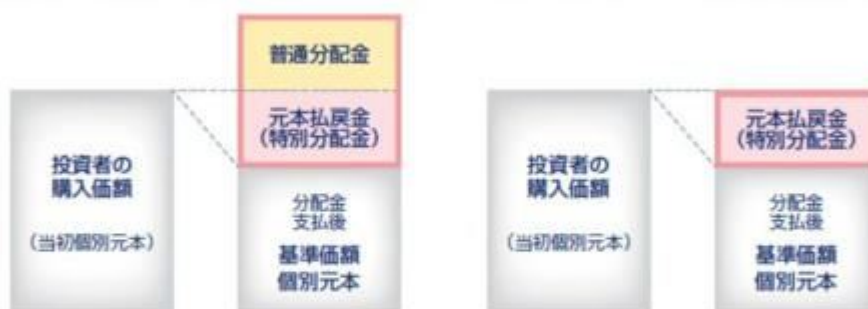 普通分配金
元本払戻金
(特別分配金)
投資者の
購入価額
(当初個別元本)
分配金
支払後
基準価額
個別元本
元本払戻金
(特別分配金)
投資者の
購入価額
(当初個別元本)
分配金
支払後
基準価額
個別元本